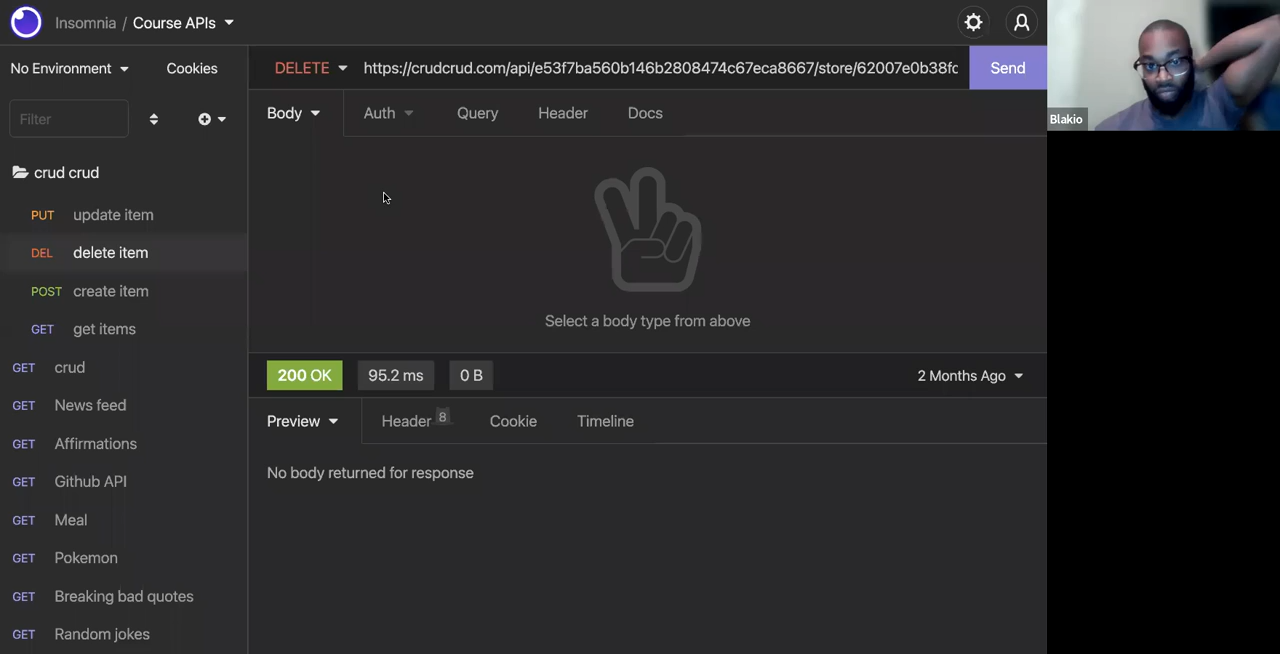 Insomnia / Course APIs
No Environment
Cookies
DELETE
https://crudcrud.com/api/e53f7ba560b146b2808474c67eca8667/store/62007e0b38fc
Send
Blakio
Filter
Body
Auth
Query
Header
Docs
crud crud
PUT update item
DEL delete item
POST create item
GET get items
GET crud
GET News feed
GET Affirmations
GET Github API
GET Meal
GET Pokemon
GET Breaking bad quotes
GET Random jokes
Select a body type from above
200 OK
95.2 ms
0 B
2 Months Ago
Preview
Header 8
Cookie
Timeline
No body returned for response